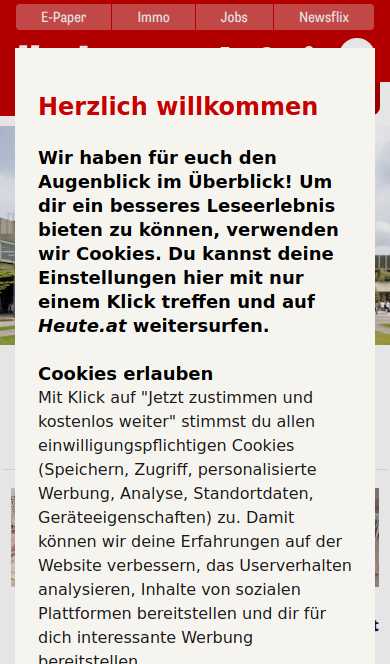 E-Paper
Immo
Jobs
Newsflix
Herzlich willkommen
Wir haben für euch den
Augenblick im Überblick! Um
dir ein besseres Leseerlebnis
bieten zu können, verwenden
wir Cookies. Du kannst deine
Einstellungen hier mit nur
einem Klick treffen und auf
Heute.at weitersurfen.
Cookies erlauben
Mit Klick auf "Jetzt zustimmen und
kostenlos weiter" stimmst du allen
einwilligungspflichtigen Cookies
(Speichern, Zugriff, personalisierte
Werbung, Analyse, Standortdaten,
Geräteeigenschaften) zu. Damit
können wir deine Erfahrungen auf der
Website verbessern, das Userverhalten
analysieren, Inhalte von sozialen
Plattformen bereitstellen und dir für
dich interessante Werbung
bereitstellen